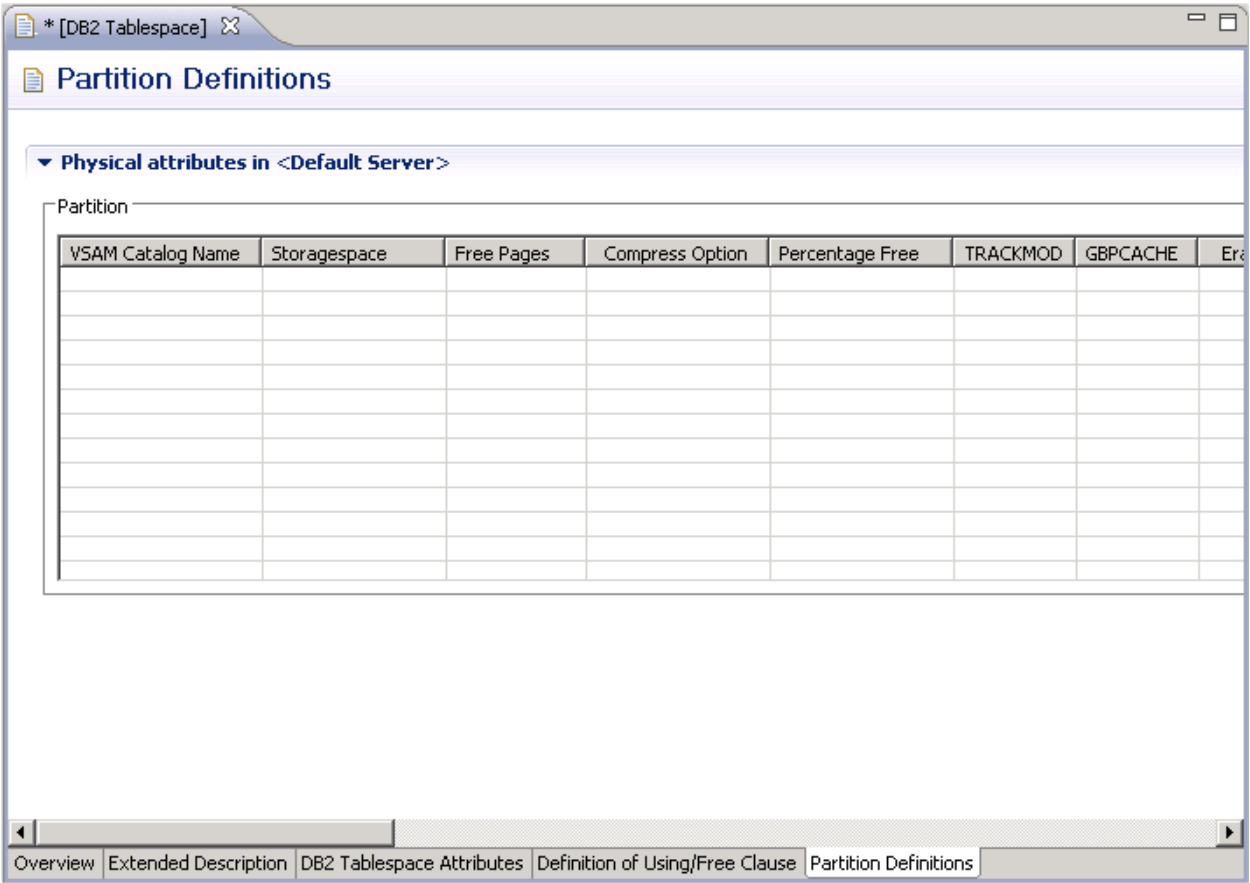 * [DB2 Tablespace]
Partition Definitions
Physical attributes in <Default Server>
Partition
VSAM Catalog Name Storagespace Free Pages Compress Option Percentage Free TRACKMOD GBPCACHE Era
Overview Extended Description DB2 Tablespace Attributes Definition of Using/Free Clause Partition Definitions